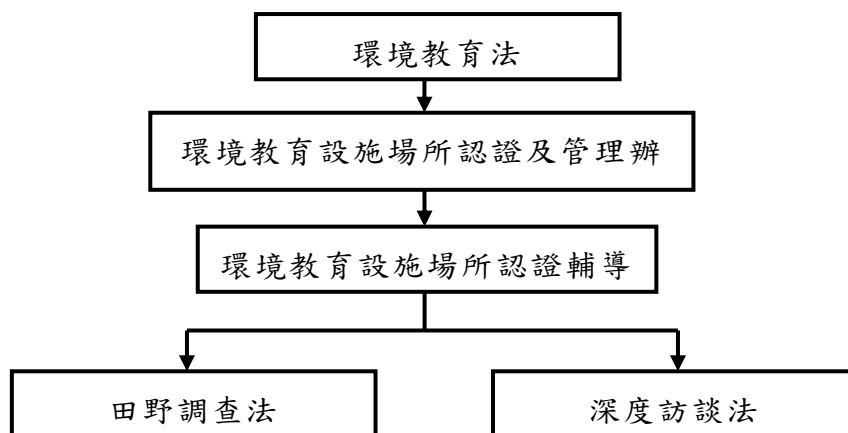 環境教育法
環境教育設施場所認證及管理辦
環境教育設施場所認證輔導
田野調查法
深度訪談法